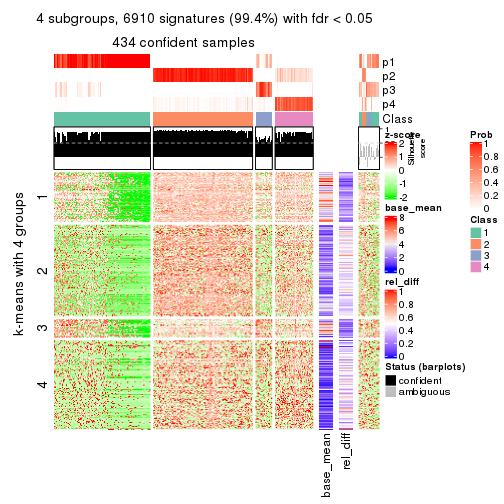 4 subgroups, 6910 signatures (99.4%) with fdr < 0.05
434 confident samples
p1
p2
p3
p4
Class
1
Silhouette
score
z-score
2
1
0
-1
-2
Prob
1
0.8
0.6
0.4
0.2
0
base_mean
8
6
4
2
0
Class
1
2
3
4
rel_diff
1
0.8
0.6
0.4
0.2
0
Status (barplots)
confident
ambiguous
k-means with 4 groups
1
2
3
4
base_mean
rel_diff